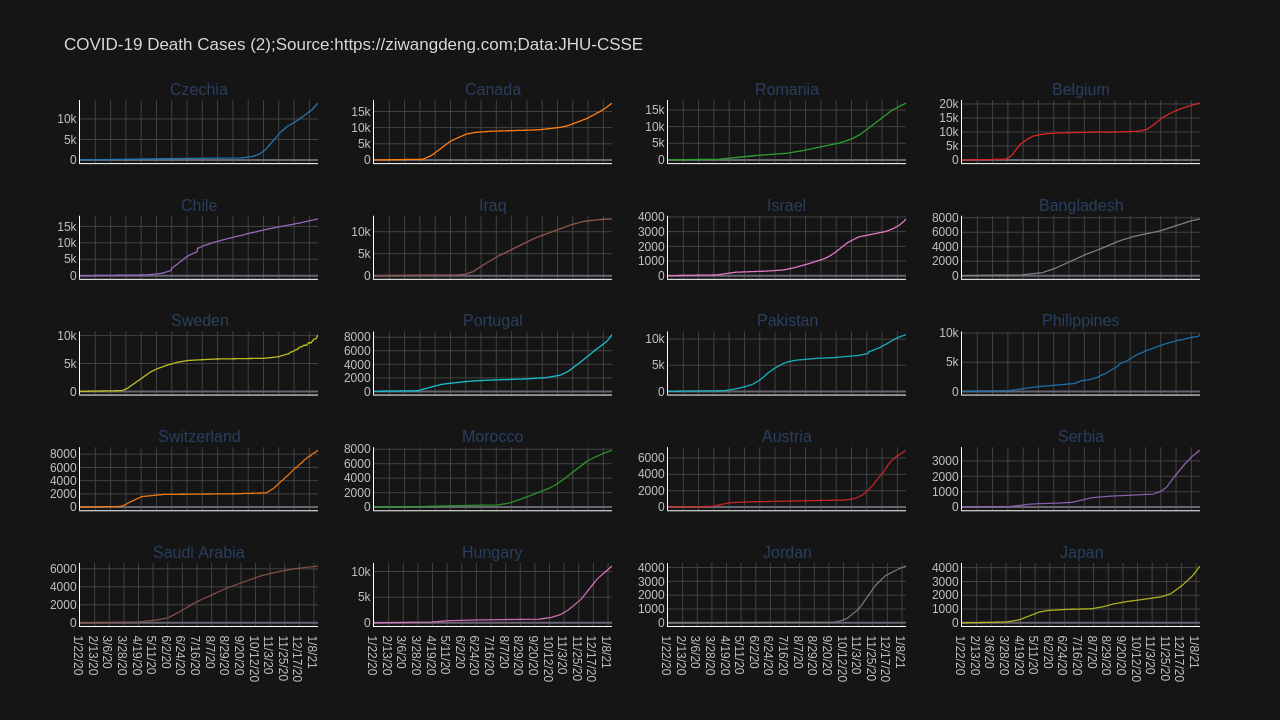 COVID-19 Death Cases (2);Source:https://ziwangdeng.com;Data:JHU-CSSE
Czechia
10k
5k
0
Canada
15k
10k
5k
0
Romania
15k
10k
5k
0
Belgium
20k
15k
10k
5k
0
Chile
15k
10k
5k
0
Iraq
10k
5k
0
Israel
4000
3000
2000
1000
0
Bangladesh
8000
6000
4000
2000
0
Sweden
10k
5k
0
Portugal
8000
6000
4000
2000
0
Pakistan
10k
5k
0
Philippines
10k
5k
0
Switzerland
8000
6000
4000
2000
0
Morocco
8000
6000
4000
2000
0
Austria
6000
4000
2000
0
Serbia
3000
2000
1000
0
Saudi Arabia
6000
4000
2000
0
1/22/20
2/13/20
3/6/20
3/28/20
4/19/20
5/11/20
6/2/20
6/24/20
7/16/20
8/7/20
8/29/20
9/20/20
10/12/20
11/3/20
11/25/20
12/17/20
1/8/21
Hungary
10k
5k
0
1/22/20
2/13/20
3/6/20
3/28/20
4/19/20
5/11/20
6/2/20
6/24/20
7/16/20
8/7/20
8/29/20
9/20/20
10/12/20
11/3/20
11/25/20
12/17/20
1/8/21
Jordan
4000
3000
2000
1000
0
1/22/20
2/13/20
3/6/20
3/28/20
4/19/20
5/11/20
6/2/20
6/24/20
7/16/20
8/7/20
8/29/20
9/20/20
10/12/20
11/3/20
11/25/20
12/17/20
1/8/21
Japan
4000
3000
2000
1000
0
1/22/20
2/13/20
3/6/20
3/28/20
4/19/20
5/11/20
6/2/20
6/24/20
7/16/20
8/7/20
8/29/20
9/20/20
10/12/20
11/3/20
11/25/20
12/17/20
1/8/21